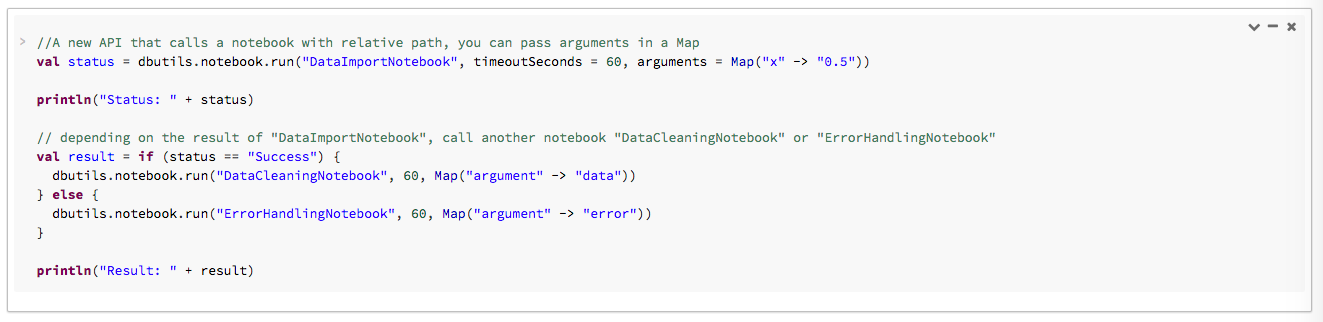 //A new API that calls a notebook with relative path, you can pass arguments in a Map
val status = dbutils.notebook.run("DataImportNotebook", timeoutSeconds = 60, arguments = Map("x" -> "0.5"))
println("Status: " + status)
// depending on the result of "DataImportNotebook", call another notebook "DataCleaningNotebook" or "ErrorHandlingNotebook"
val result = if (status == "Success") {
  dbutils.notebook.run("DataCleaningNotebook", 60, Map("argument" -> "data"))
} else {
  dbutils.notebook.run("ErrorHandlingNotebook", 60, Map("argument" -> "error"))
}
println("Result: " + result)